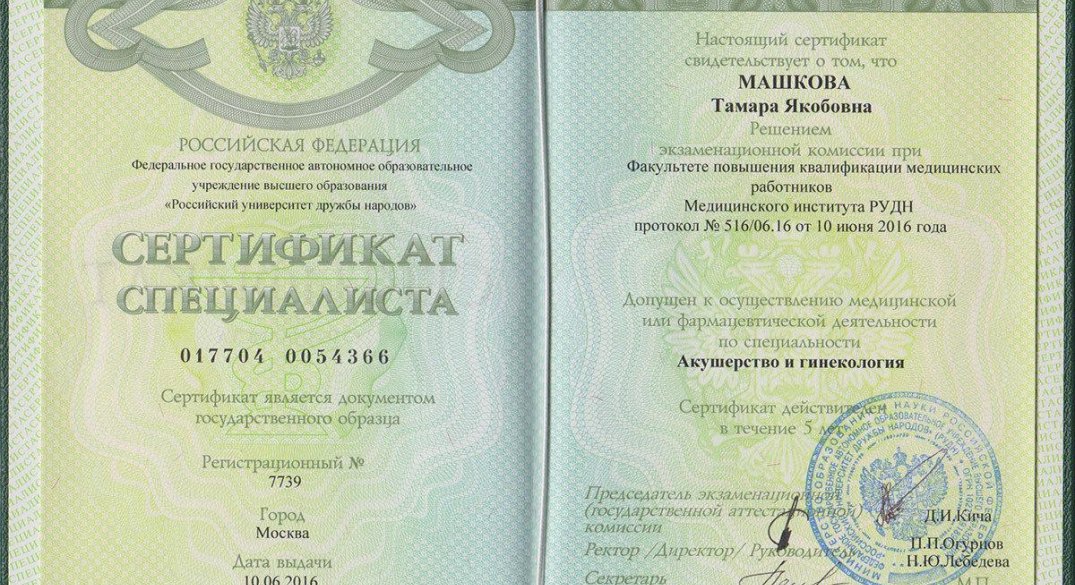 РОССИЙСКАЯ ФЕДЕРАЦИЯ
Федеральное государственное автономное образовательное
учреждение высшего образования
«Российский университет дружбы народов»
СЕРТИФИКАТ
СПЕЦИАЛИСТА
017704 0054366
Сертификат является документом
государственного образца
Регистрационный №
7739
Город
Москва
Дата выдачи
10.06.2016
Настоящий сертификат
свидетельствует о том, что
МАШКОВА
Тамара Якобовна
Решением
экзаменационной комиссии при
Факультете повышения квалификации медицинских
работников
Медицинского института РУДН
протокол № 516/06.16 от 10 июня 2016 года
Допущен к осуществлению медицинской
или фармацевтической деятельности
по специальности
Акушерство и гинекология
Сертификат действителен
в течение 5 лет
Председатель экзаменационной
(государственной аттестационной)
комиссии
Д.И.Кича
Ректор /Директор/ Руководитель
П.П.Огурцов
Н.Ю.Лебедева
Секретарь
М.П.